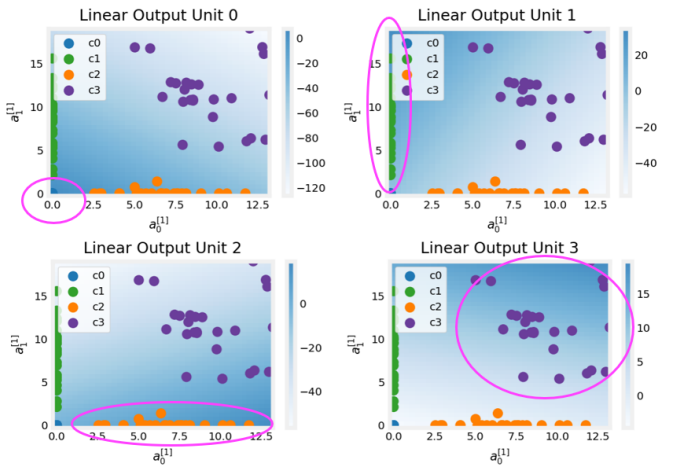 Linear Output Unit 0
Linear Output Unit 1
c0
c1
c2
c3
15
10
5
0
a₁^[1]
0.0 2.5 5.0 7.5 10.0 12.5
a₀^[1]
0
−20
−40
−60
−80
−100
−120
c0
c1
c2
c3
15
10
5
0
a₁^[1]
0.0 2.5 5.0 7.5 10.0 12.5
a₀^[1]
20
0
−20
−40
Linear Output Unit 2
Linear Output Unit 3
c0
c1
c2
c3
15
10
5
0
a₁^[1]
0.0 2.5 5.0 7.5 10.0 12.5
a₀^[1]
0
−20
−40
c0
c1
c2
c3
15
10
5
0
a₁^[1]
0.0 2.5 5.0 7.5 10.0 12.5
a₀^[1]
15
10
5
0